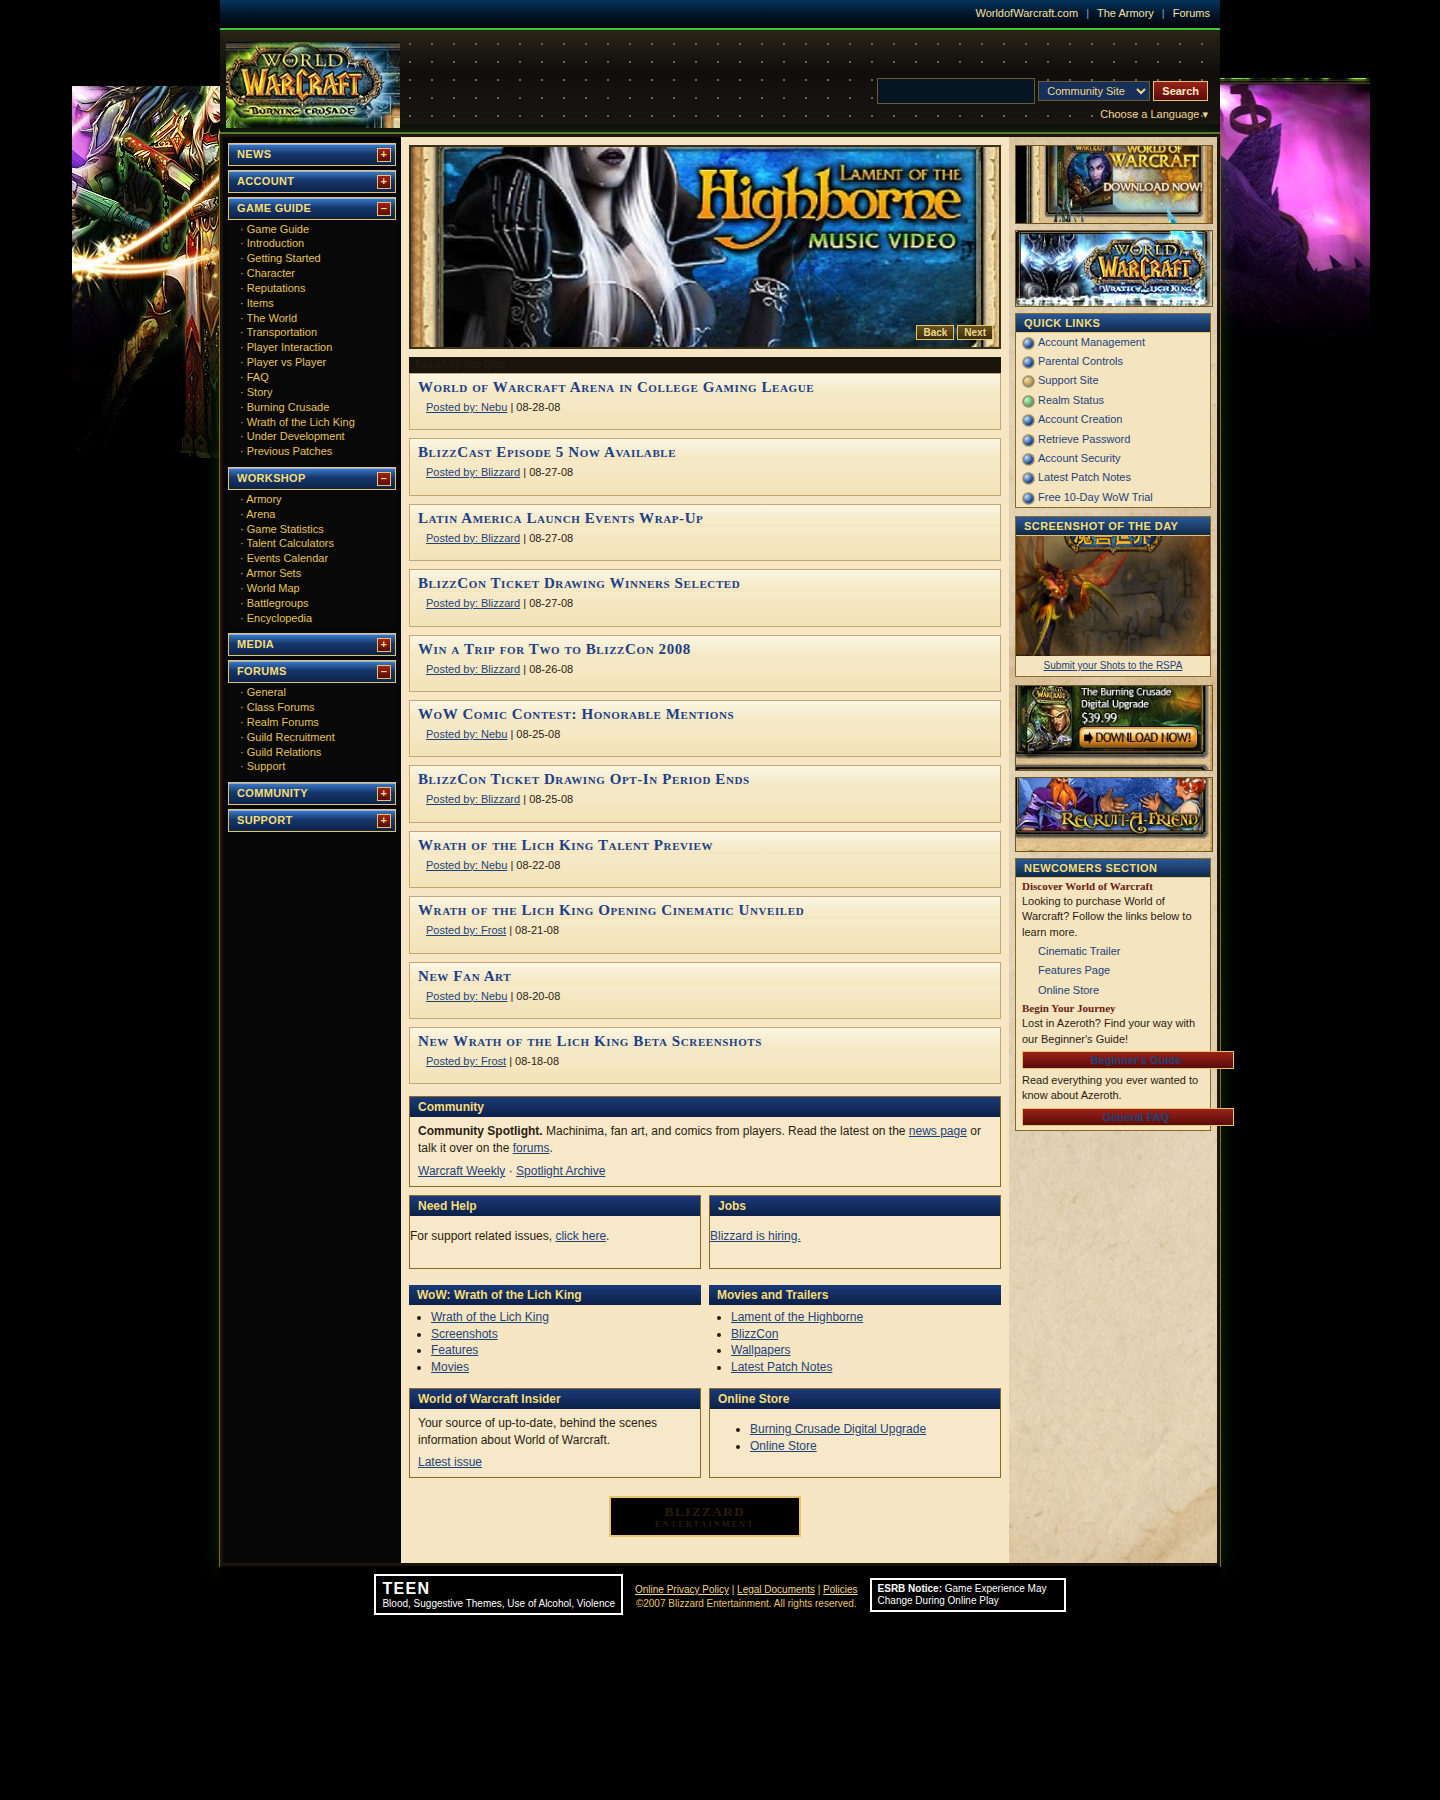 WorldofWarcraft.com | The Armory | Forums
WORLD
OF
WARCRAFT
BURNING CRUSADE
Community Site
Search
Choose a Language ▾
NEWS +
ACCOUNT +
GAME GUIDE −
· Game Guide
· Introduction
· Getting Started
· Character
· Reputations
· Items
· The World
· Transportation
· Player Interaction
· Player vs Player
· FAQ
· Story
· Burning Crusade
· Wrath of the Lich King
· Under Development
· Previous Patches
WORKSHOP −
· Armory
· Arena
· Game Statistics
· Talent Calculators
· Events Calendar
· Armor Sets
· World Map
· Battlegroups
· Encyclopedia
MEDIA +
FORUMS −
· General
· Class Forums
· Realm Forums
· Guild Recruitment
· Guild Relations
· Support
COMMUNITY +
SUPPORT +
LAMENT OF THE
Highborne
MUSIC VIDEO
Back Next
World of Warcraft Arena in College Gaming League
Posted by: Nebu | 08-28-08
BlizzCast Episode 5 Now Available
Posted by: Blizzard | 08-27-08
Latin America Launch Events Wrap-Up
Posted by: Blizzard | 08-27-08
BlizzCon Ticket Drawing Winners Selected
Posted by: Blizzard | 08-27-08
Win a Trip for Two to BlizzCon 2008
Posted by: Blizzard | 08-26-08
WoW Comic Contest: Honorable Mentions
Posted by: Nebu | 08-25-08
BlizzCon Ticket Drawing Opt-In Period Ends
Posted by: Blizzard | 08-25-08
Wrath of the Lich King Talent Preview
Posted by: Nebu | 08-22-08
Wrath of the Lich King Opening Cinematic Unveiled
Posted by: Frost | 08-21-08
New Fan Art
Posted by: Nebu | 08-20-08
New Wrath of the Lich King Beta Screenshots
Posted by: Frost | 08-18-08
Community
Community Spotlight. Machinima, fan art, and comics from players. Read the latest on the news page or
talk it over on the forums.
Warcraft Weekly · Spotlight Archive
Need Help
For support related issues, click here.
Jobs
Blizzard is hiring.
WoW: Wrath of the Lich King
• Wrath of the Lich King
• Screenshots
• Features
• Movies
Movies and Trailers
• Lament of the Highborne
• BlizzCon
• Wallpapers
• Latest Patch Notes
World of Warcraft Insider
Your source of up-to-date, behind the scenes
information about World of Warcraft.
Latest issue
Online Store
• Burning Crusade Digital Upgrade
• Online Store
BLIZZARD
ENTERTAINMENT
WORLD OF
WARCRAFT
DOWNLOAD NOW!
WORLD
OF
WARCRAFT
WRATH OF THE LICH KING
QUICK LINKS
Account Management
Parental Controls
Support Site
Realm Status
Account Creation
Retrieve Password
Account Security
Latest Patch Notes
Free 10-Day WoW Trial
SCREENSHOT OF THE DAY
魔兽世界
Submit your Shots to the RSPA
The Burning Crusade
Digital Upgrade
$39.99
DOWNLOAD NOW!
RECRUIT-A-FRIEND
NEWCOMERS SECTION
Discover World of Warcraft
Looking to purchase World of
Warcraft? Follow the links below to
learn more.
Cinematic Trailer
Features Page
Online Store
Begin Your Journey
Lost in Azeroth? Find your way with
our Beginner's Guide!
Beginner's Guide
Read everything you ever wanted to
know about Azeroth.
General FAQ
TEEN
Blood, Suggestive Themes, Use of Alcohol, Violence
Online Privacy Policy | Legal Documents | Policies
©2007 Blizzard Entertainment. All rights reserved.
ESRB Notice: Game Experience May
Change During Online Play